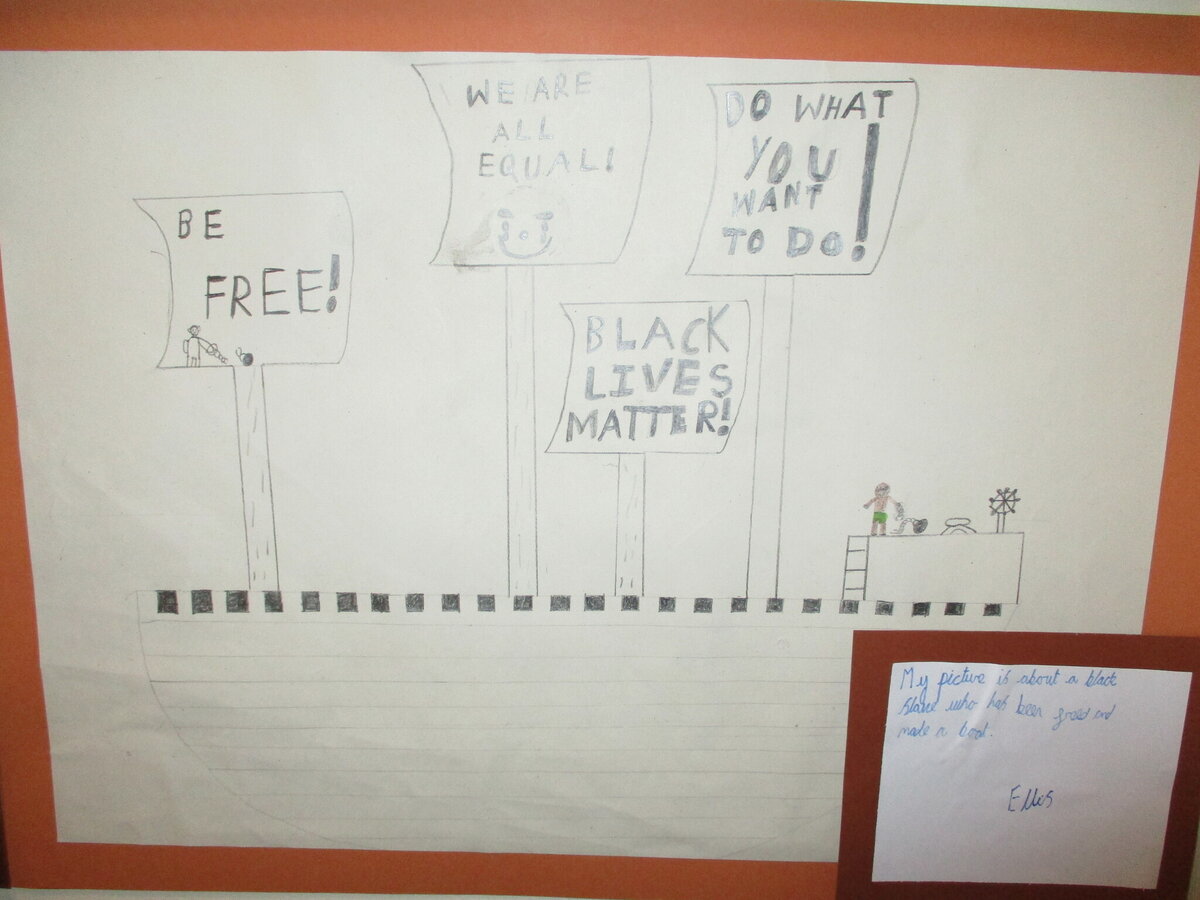 BE
FREE!
WE ARE
ALL
EQUAL!
DO WHAT
YOU
WANT
TO DO!
BLACK
LIVES
MATTER!
My picture is about a black
slave who has been freed and
made a boat.
Ellis